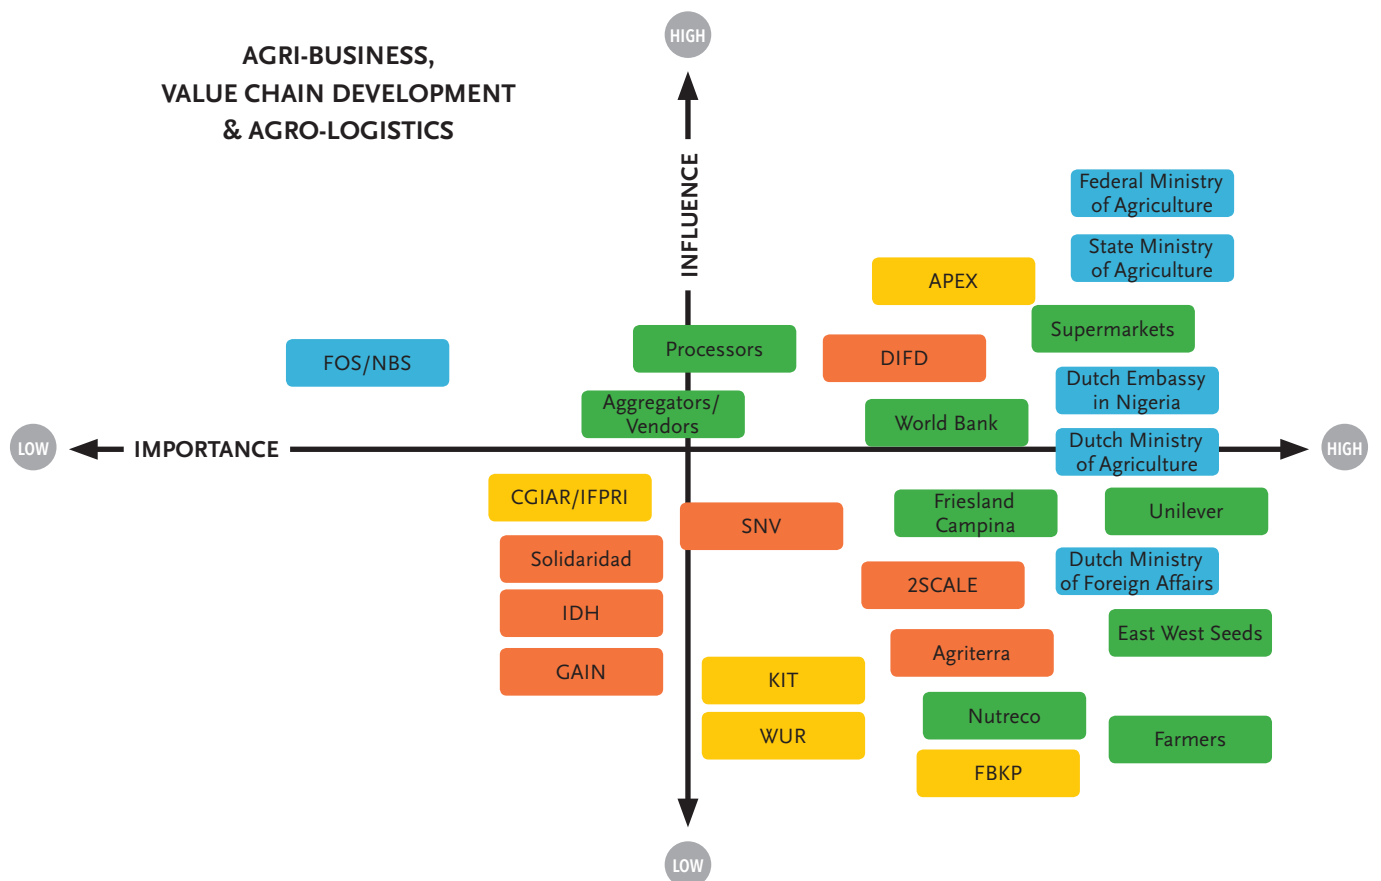 HIGH
AGRI-BUSINESS,
VALUE CHAIN DEVELOPMENT
& AGRO-LOGISTICS
INFLUENCE
Federal Ministry
of Agriculture
State Ministry
of Agriculture
APEX
Supermarkets
Processors
DIFD
FOS/NBS
Dutch Embassy
in Nigeria
Aggregators/
Vendors
World Bank
LOW
IMPORTANCE
Dutch Ministry
of Agriculture
HIGH
CGIAR/IFPRI
SNV
Friesland
Campina
Unilever
Solidaridad
2SCALE
Dutch Ministry
of Foreign Affairs
IDH
East West Seeds
GAIN
Agriterra
KIT
Nutreco
WUR
Farmers
FBKP
LOW